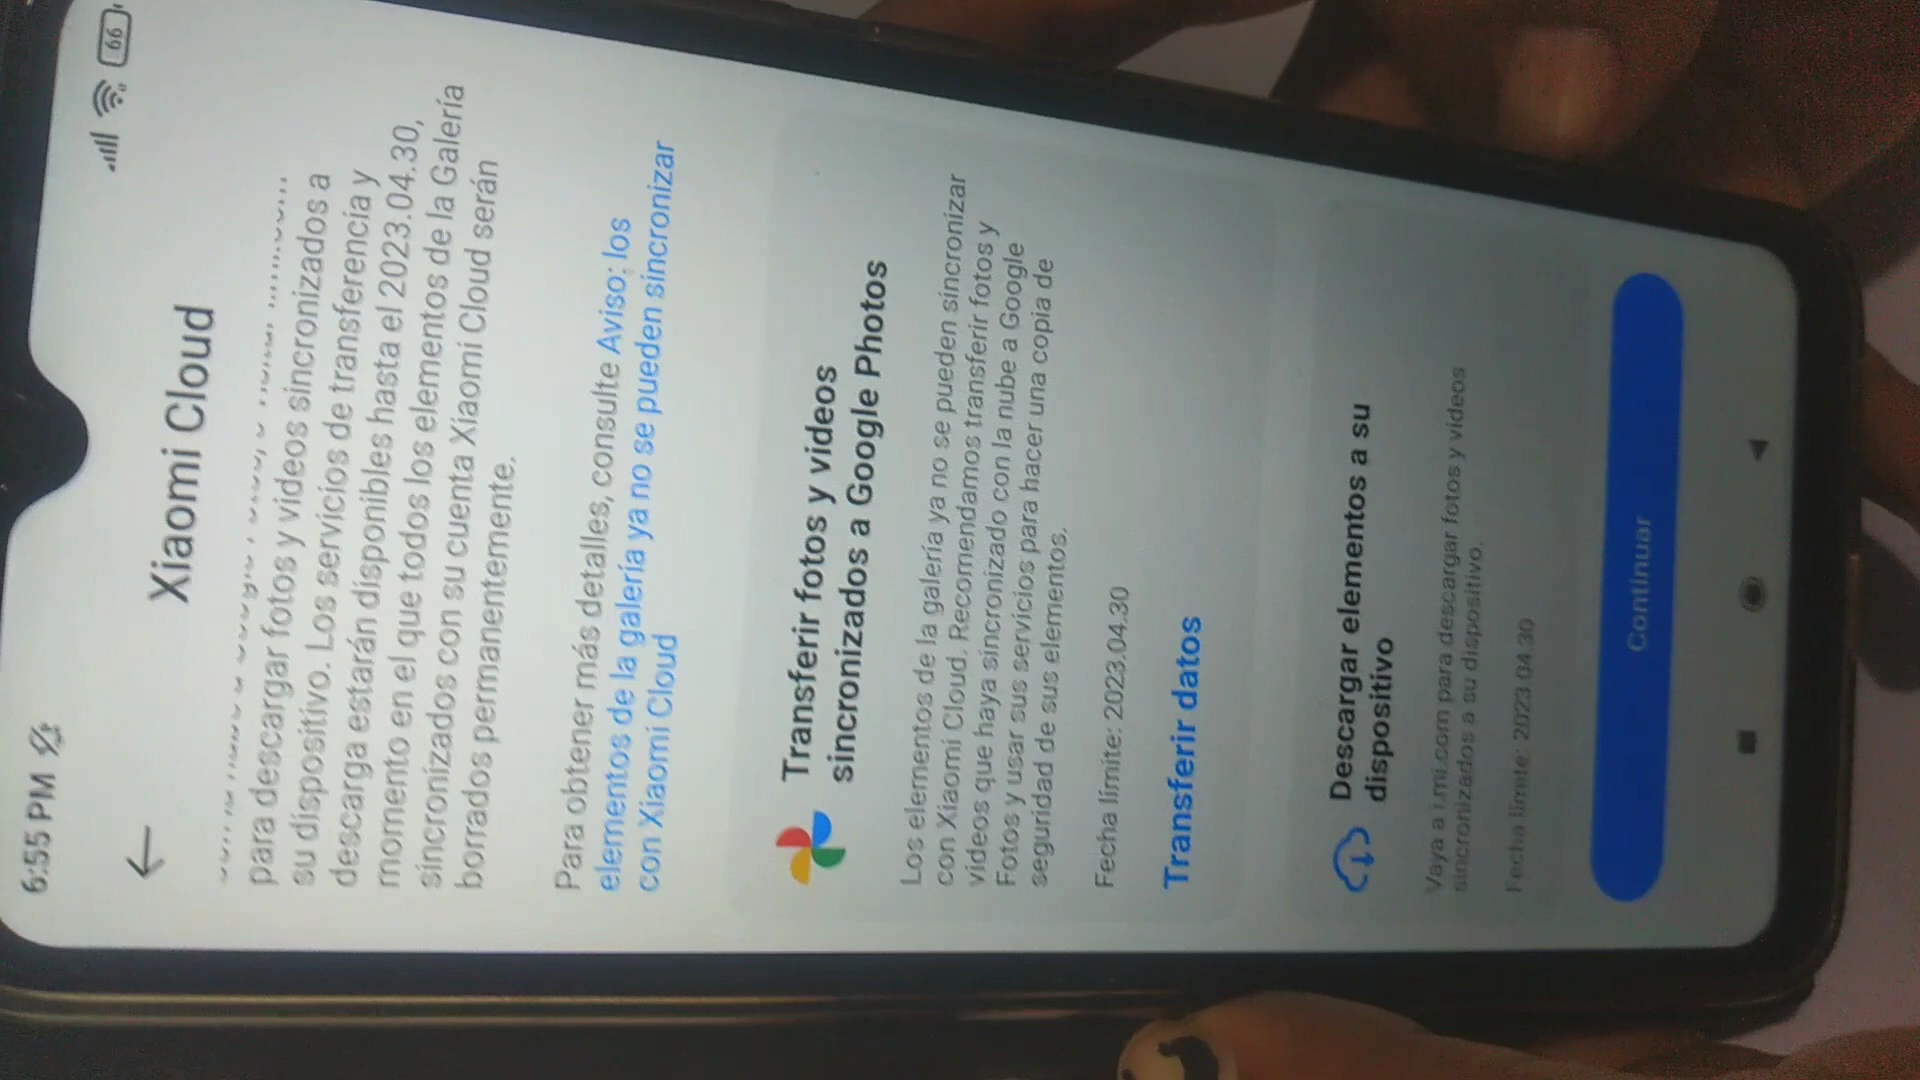 6:55 PM
66
Xiaomi Cloud
para descargar fotos y videos sincronizados a
su dispositivo. Los servicios de transferencia y
descarga estarán disponibles hasta el 2023.04.30,
momento en el que todos los elementos de la Galería
sincronizados con su cuenta Xiaomi Cloud serán
borrados permanentemente.
Para obtener más detalles, consulte Aviso: los
elementos de la galería ya no se pueden sincronizar
con Xiaomi Cloud
Transferir fotos y videos
sincronizados a Google Photos
Los elementos de la galería ya no se pueden sincronizar
con Xiaomi Cloud. Recomendamos transferir fotos y
videos que haya sincronizado con la nube a Google
Fotos y usar sus servicios para hacer una copia de
seguridad de sus elementos.
Fecha límite: 2023.04.30
Transferir datos
Descargar elementos a su
dispositivo
Vaya a i.mi.com para descargar fotos y videos
sincronizados a su dispositivo.
Fecha límite: 2023.04.30
Continuar